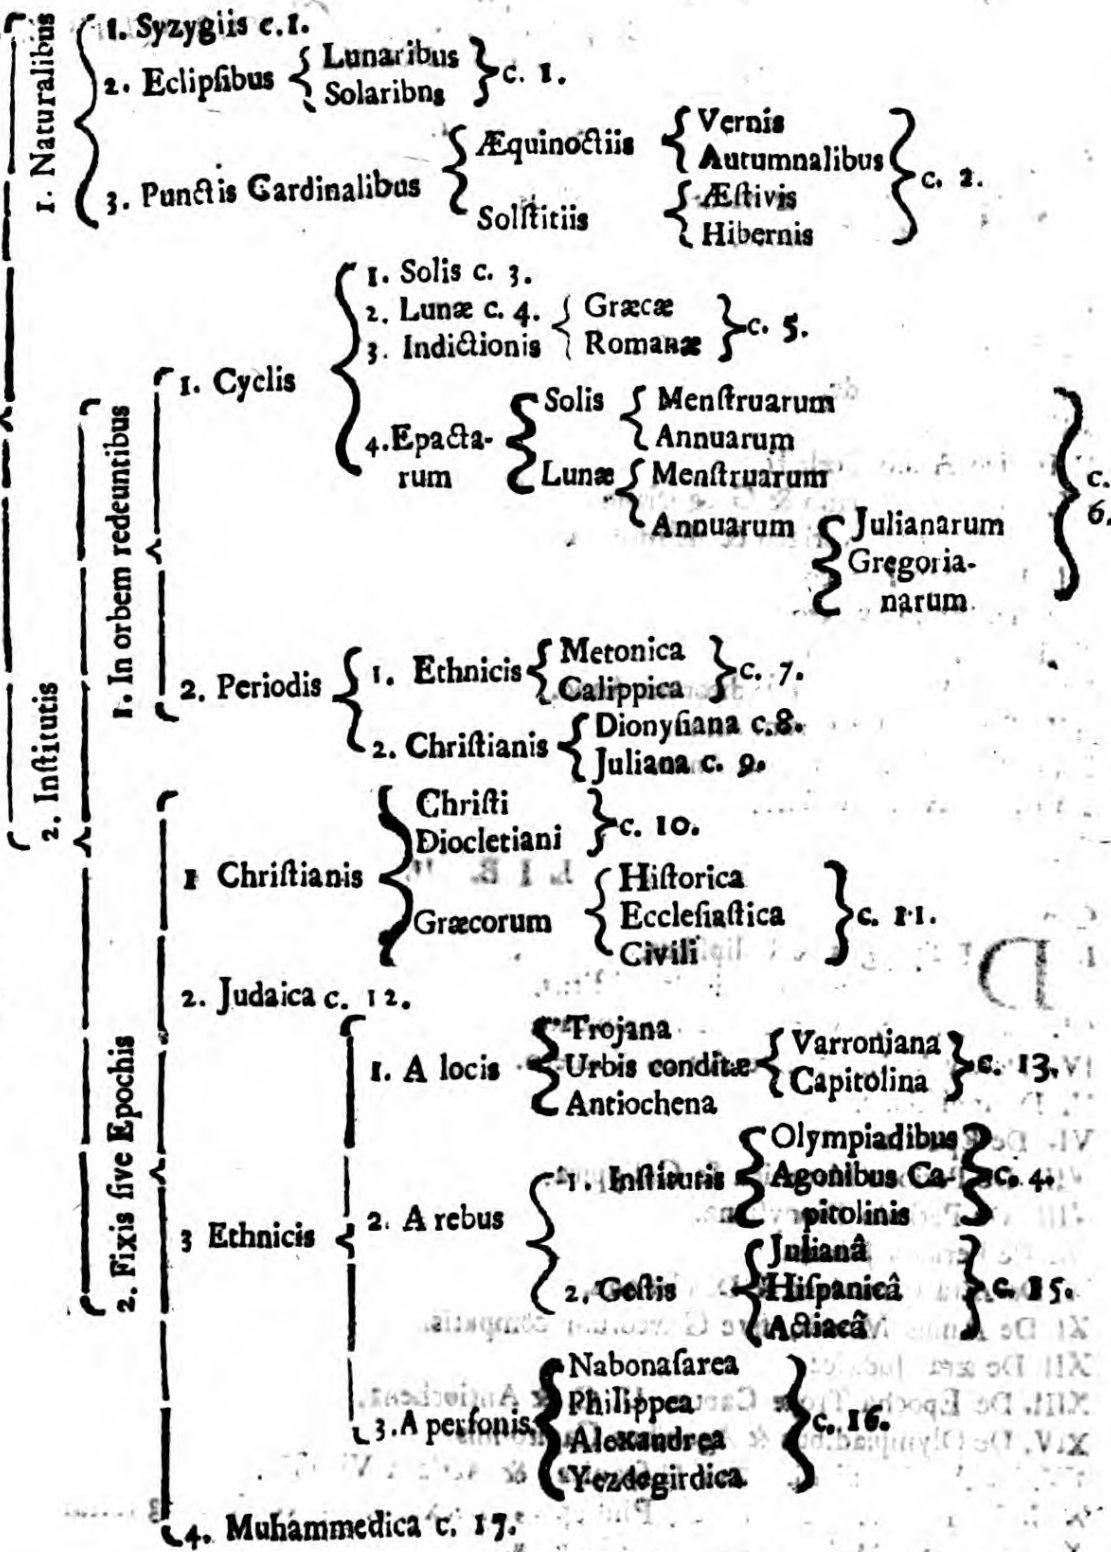 1. Naturalibus
1. Syzygiis c. 1.
2. Eclipſibus
Lunaribus
Solaribns
c. 1.
3. Punctis Cardinalibus
Æquinoctiis
Vernis
Autumnalibus
Solſtitiis
Æſtivis
Hibernis
c. 2.
2. Inſtitutis
1. In orbem redeuntibus
1. Cyclis
1. Solis c. 3.
2. Lunæ c. 4.
3. Indictionis
Græcæ
Romanæ
c. 5.
4. Epacta-
rum
Solis
Menſtruarum
Annuarum
Lunæ
Menſtruarum
Annuarum
Julianarum
Gregoria-
narum
c.
6.
2. Periodis
1. Ethnicis
Metonica
Calippica
c. 7.
2. Chriſtianis
Dionyſiana c. 8.
Juliana c. 9.
2. Fixis ſive Epochis
1 Chriſtianis
Chriſti
Diocletiani
c. 10.
Græcorum
Hiſtorica
Eccleſiaſtica
Civili
c. 11.
2. Judaica c. 12.
3 Ethnicis
1. A locis
Trojana
Urbis conditæ
Antiochena
Varroniana
Capitolina
c. 13.
2. A rebus
1. Inſtitutis
Olympiadibus
Agonibus Ca-
pitolinis
c. 4.
2. Geſtis
Julianâ
Hiſpanicâ
Actiacâ
c. 15.
3. A perſonis
Nabonaſarea
Philippea
Alexandrea
Yezdegirdica
c. 16.
4. Muhammedica c. 17.